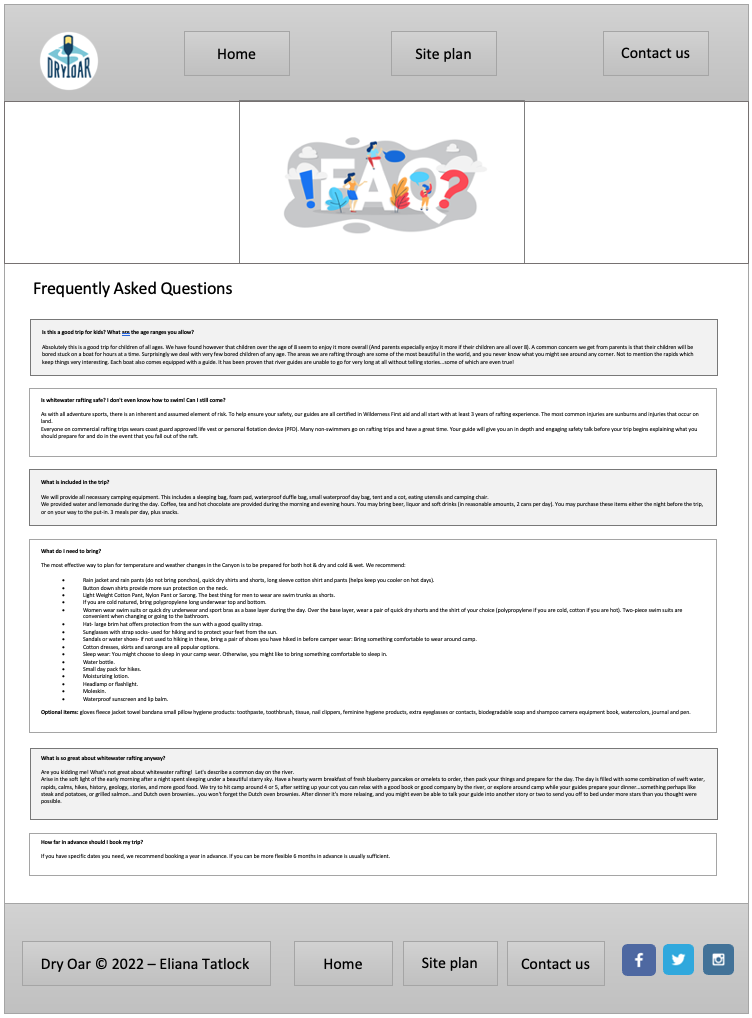 DRY OAR
Home
Site plan
Contact us
! FAQ ?
Frequently Asked Questions
Is this a good trip for kids? What are the age ranges you allow?
Absolutely this is a good trip for children of all ages. We have found however that children over the age of 8 seem to enjoy it more overall (And parents especially enjoy it more if their children are all over 8). A common concern we get from parents is that their children will be
bored stuck on a boat for hours at a time. Surprisingly we deal with very few bored children of any age. The areas we are rafting through are some of the most beautiful in the world, and you never know what you might see around any corner. Not to mention the rapids which
keep things very interesting. Each boat also comes equipped with a guide. It has been proven that river guides are unable to go for very long at all without telling stories…some of which are even true!
Is whitewater rafting safe? I don't even know how to swim! Can I still come?
As with all adventure sports, there is an inherent and assumed element of risk. To help ensure your safety, our guides are all certified in Wilderness First aid and all start with at least 3 years of rafting experience. The most common injuries are sunburns and injuries that occur on
land.
Everyone on commercial rafting trips wears coast guard approved life vest or personal flotation device (PFD). Many non-swimmers go on rafting trips and have a great time. Your guide will give you an in depth and engaging safety talk before your trip begins explaining what you
should prepare for and do in the event that you fall out of the raft.
What is included in the trip?
We will provide all necessary camping equipment. This includes a sleeping bag, foam pad, waterproof duffle bag, small waterproof day bag, tent and a cot, eating utensils and camping chair.
We provided water and lemonade during the day. Coffee, tea and hot chocolate are provided during the morning and evening hours. You may bring beer, liquor and soft drinks (in reasonable amounts, 2 cans per day). You may purchase these items either the night before the trip,
or on your way to the put-in. 3 meals per day, plus snacks.
What do I need to bring?
The most effective way to plan for temperature and weather changes in the Canyon is to be prepared for both hot & dry and cold & wet. We recommend:
• Rain jacket and rain pants (do not bring ponchos), quick dry shirts and shorts, long sleeve cotton shirt and pants (helps keep you cooler on hot days).
• Button down shirts provide more sun protection on the neck.
• Light Weight Cotton Pant, Nylon Pant or Sarong. The best thing for men to wear are swim trunks as shorts.
• If you are cold natured, bring polypropylene long underwear top and bottom.
• Women wear swim suits or quick dry underwear and sport bras as a base layer during the day. Over the base layer, wear a pair of quick dry shorts and the shirt of your choice (polypropylene if you are cold, cotton if you are hot). Two-piece swim suits are
convenient when changing or going to the bathroom.
• Hat- large brim hat offers protection from the sun with a good quality strap.
• Sunglasses with strap socks- used for hiking and to protect your feet from the sun.
• Sandals or water shoes- if not used to hiking in these, bring a pair of shoes you have hiked in before camper wear: Bring something comfortable to wear around camp.
• Cotton dresses, skirts and sarongs are all popular options.
• Sleep wear: You might choose to sleep in your camp wear. Otherwise, you might like to bring something comfortable to sleep in.
• Water bottle.
• Small day pack for hikes.
• Moisturizing lotion.
• Headlamp or flashlight.
• Moleskin.
• Waterproof sunscreen and lip balm.
Optional items: gloves fleece jacket towel bandana small pillow hygiene products: toothpaste, toothbrush, tissue, nail clippers, feminine hygiene products, extra eyeglasses or contacts, biodegradable soap and shampoo camera equipment book, watercolors, journal and pen.
What is so great about whitewater rafting anyway?
Are you kidding me! What's not great about whitewater rafting! Let's describe a common day on the river.
Arise in the soft light of the early morning after a night spent sleeping under a beautiful starry sky. Have a hearty warm breakfast of fresh blueberry pancakes or omelets to order, then pack your things and prepare for the day. The day is filled with some combination of swift water,
rapids, calms, hikes, history, geology, stories, and more good food. We try to hit camp around 4 or 5, after setting up your cot you can relax with a good book or good company by the river, or explore around camp while your guides prepare your dinner…something perhaps like
steak and potatoes, or grilled salmon…and Dutch oven brownies…you won't forget the Dutch oven brownies. After dinner it's more relaxing, and you might even be able to talk your guide into another story or two to send you off to bed under more stars than you thought were
possible.
How far in advance should I book my trip?
If you have specific dates you need, we recommend booking a year in advance. If you can be more flexible 6 months in advance is usually sufficient.
Dry Oar © 2022 – Eliana Tatlock
Home
Site plan
Contact us